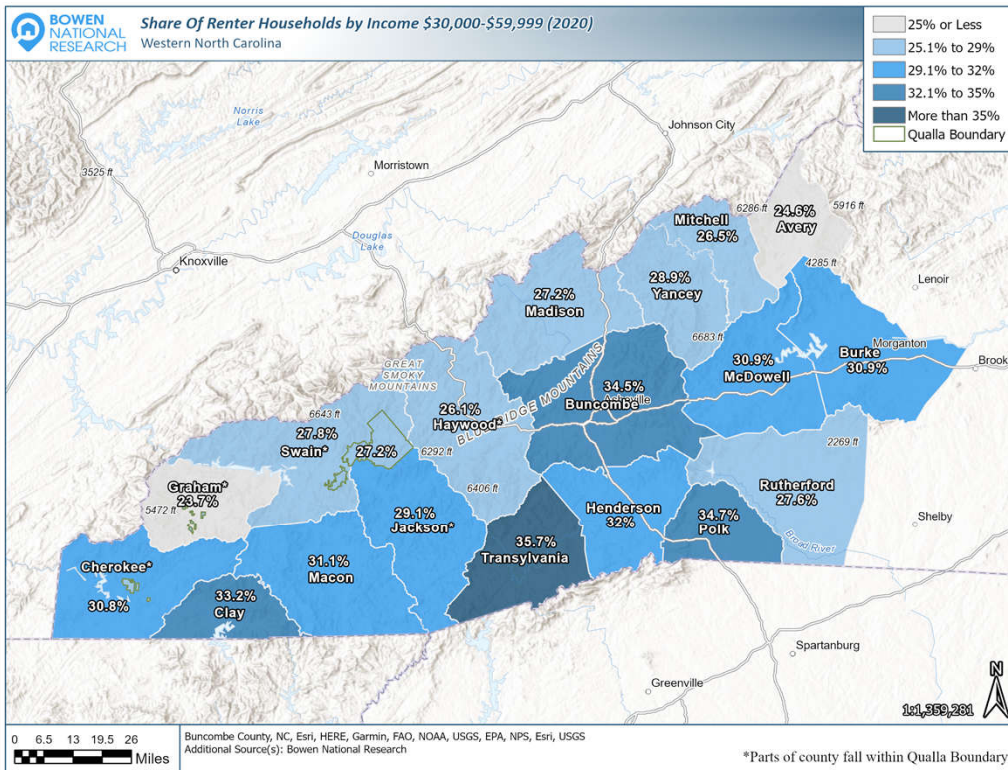 BOWEN
NATIONAL
RESEARCH
Share Of Renter Households by Income $30,000-$59,999 (2020)
Western North Carolina
25% or Less
25.1% to 29%
29.1% to 32%
32.1% to 35%
More than 35%
Qualla Boundary
Norris
Lake
Johnson City
Morristown
3525 ft
6286 ft
5916 ft
24.6%
Avery
Mitchell
26.5%
Douglas
Lake
Knoxville
4285 ft
Lenoir
28.9%
Yancey
27.2%
Madison
6683 ft
Morganton
Burke
30.9%
30.9%
McDowell
Brook
GREAT
SMOKY
MOUNTAINS
BLUE RIDGE MOUNTAINS
34.5%
Asheville
Buncombe
26.1%
Haywood*
6643 ft
27.8%
Swain*
27.2%
6292 ft
2269 ft
6406 ft
Graham*
23.7%
5472 ft
Rutherford
27.6%
29.1%
Jackson*
Henderson
32%
34.7%
Polk
Shelby
Broad River
35.7%
Transylvania
31.1%
Macon
Cherokee*
30.8%
33.2%
Clay
Spartanburg
Greenville
N
1:1,359,281
0 6.5 13 19.5 26
Miles
Buncombe County, NC, Esri, HERE, Garmin, FAO, NOAA, USGS, EPA, NPS, Esri, USGS
Additional Source(s): Bowen National Research
*Parts of county fall within Qualla Boundary